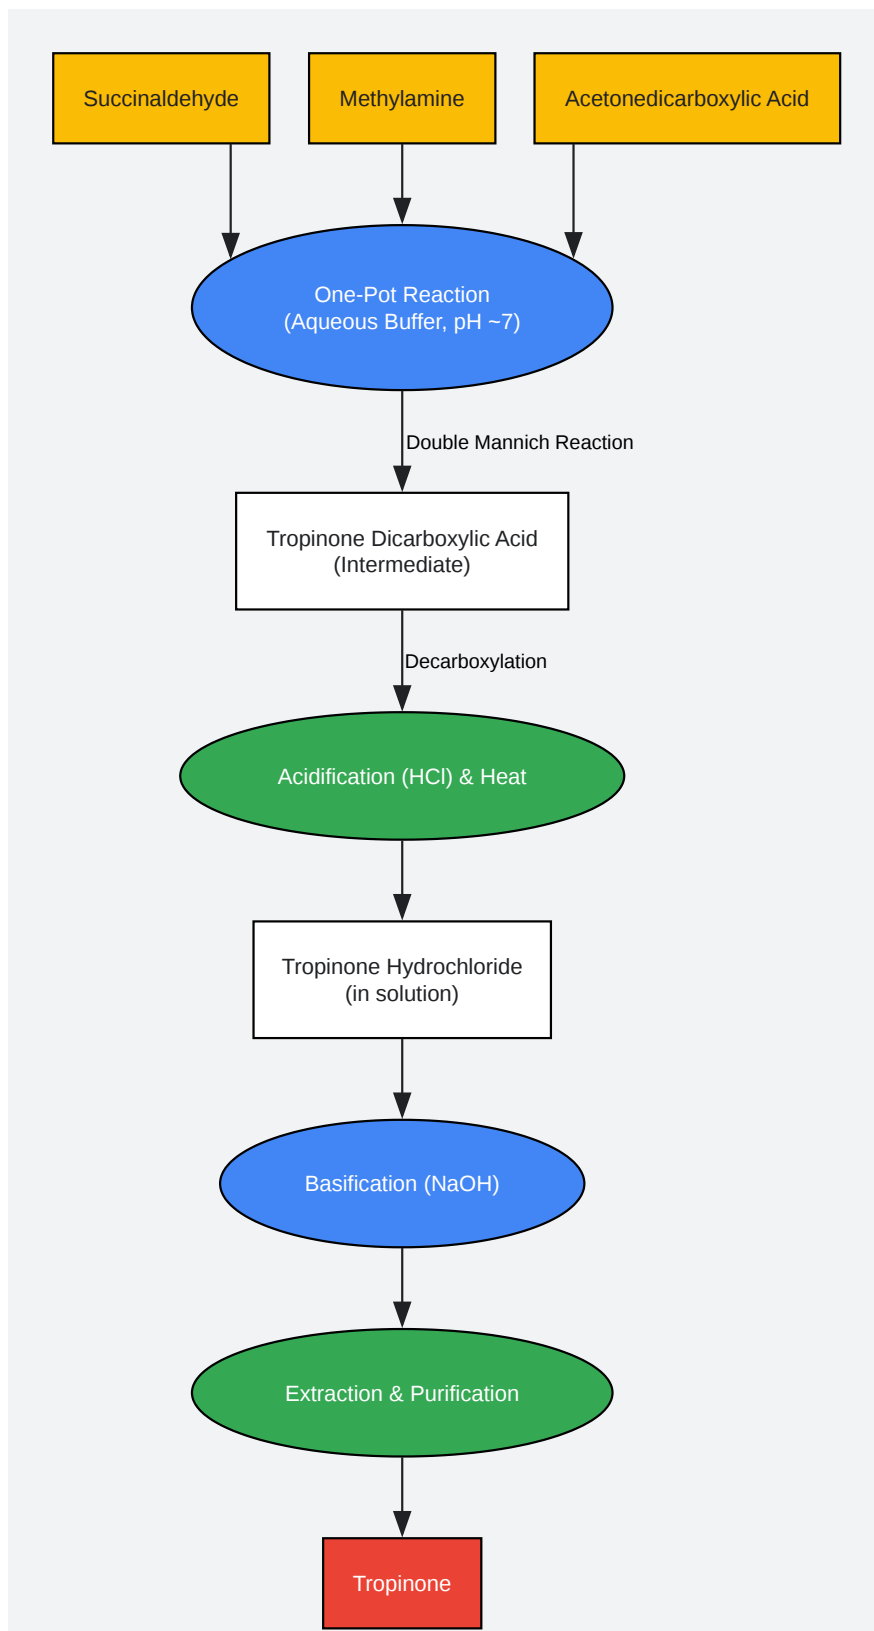 Succinaldehyde
Methylamine
Acetonedicarboxylic Acid
One-Pot Reaction
(Aqueous Buffer, pH ~7)
Double Mannich Reaction
Tropinone Dicarboxylic Acid
(Intermediate)
Decarboxylation
Acidification (HCl) & Heat
Tropinone Hydrochloride
(in solution)
Basification (NaOH)
Extraction & Purification
Tropinone